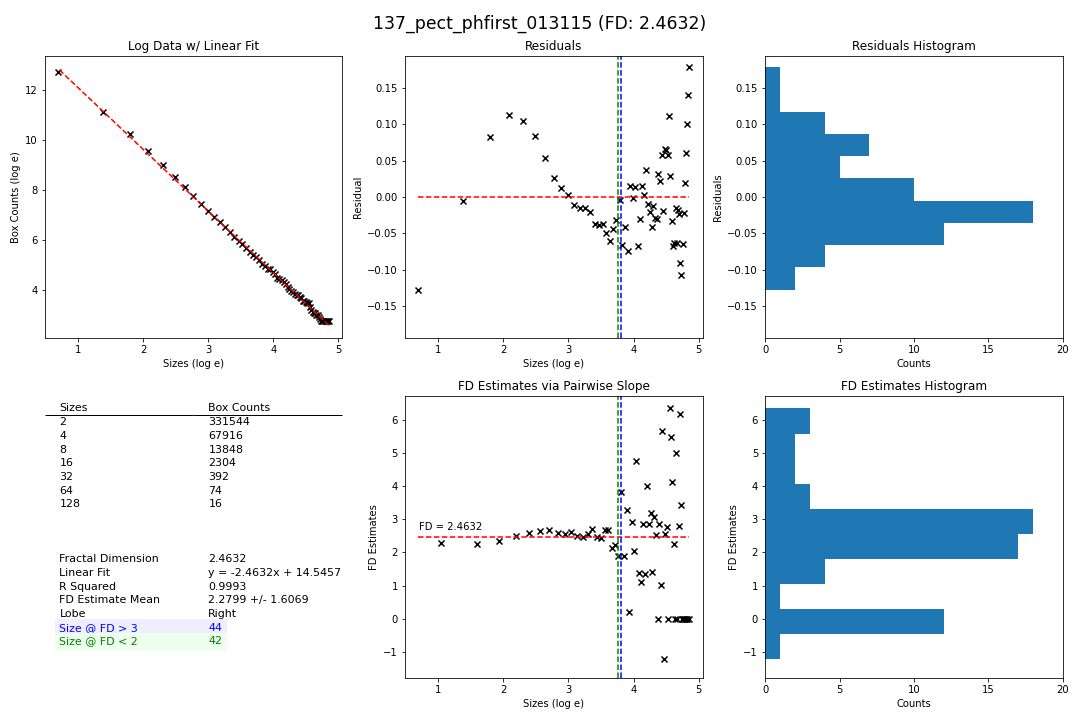 137_pect_phfirst_013115 (FD: 2.4632)
Log Data w/ Linear Fit
Box Counts (log e)
12
10
8
6
4
1
2
3
4
5
Sizes (log e)
Residuals
Residual
0.15
0.10
0.05
0.00
−0.05
−0.10
−0.15
1
2
3
4
5
Sizes (log e)
Residuals Histogram
Residuals
0.15
0.10
0.05
0.00
−0.05
−0.10
−0.15
0
5
10
15
20
Counts
Sizes Box Counts
2 331544
4 67916
8 13848
16 2304
32 392
64 74
128 16
Fractal Dimension 2.4632
Linear Fit y = -2.4632x + 14.5457
R Squared 0.9993
FD Estimate Mean 2.2799 +/- 1.6069
Lobe Right
Size @ FD > 3 44
Size @ FD < 2 42
FD Estimates via Pairwise Slope
FD Estimates
6
5
4
3
2
1
0
−1
FD = 2.4632
1
2
3
4
5
Sizes (log e)
FD Estimates Histogram
FD Estimates
6
5
4
3
2
1
0
−1
0
5
10
15
20
Counts